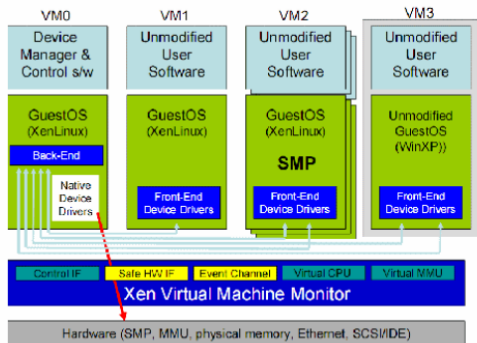 VM0
VM1
VM2
VM3
Device
Manager &
Control s/w
Unmodified
User
Software
Unmodified
User
Software
Unmodified
User
Software
GuestOS
(XenLinux)
Back-End
Native
Device
Drivers
GuestOS
(XenLinux)
Front-End
Device Drivers
GuestOS
(XenLinux)
SMP
Front-End
Device Drivers
Unmodified
GuestOS
(WinXP))
Front-End
Device Drivers
Control IF
Safe HW IF
Event Channel
Virtual CPU
Virtual MMU
Xen Virtual Machine Monitor
Hardware (SMP, MMU, physical memory, Ethernet, SCSI/IDE)